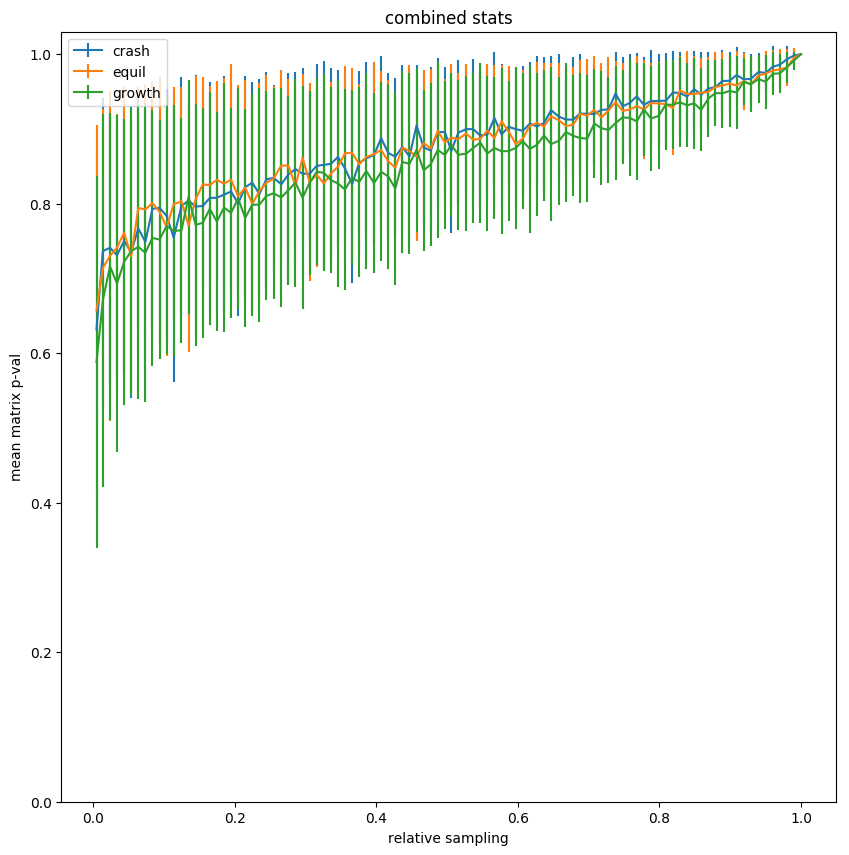 combined stats
crash
equil
growth
mean matrix p-val
1.0
0.8
0.6
0.4
0.2
0.0
0.0 0.2 0.4 0.6 0.8 1.0
relative sampling